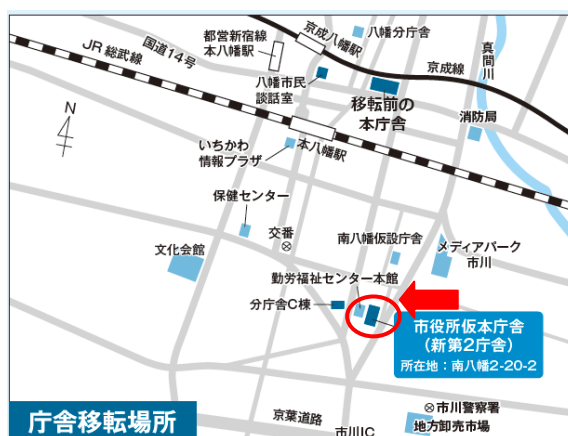 都営新宿線
本八幡駅
京成八幡駅
八幡分庁舎
真間川
JR総武線
国道14号
京成線
八幡市民
談話室
移転前の
本庁舎
消防局
N
いちかわ
情報プラザ
本八幡駅
保健センター
交番
南八幡仮設庁舎
文化会館
メディアパーク
市川
勤労福祉センター本館
分庁舎C棟
市役所仮本庁舎
(新第2庁舎)
所在地:南八幡2-20-2
庁舎移転場所
京葉道路
市川IC
市川警察署
地方卸売市場